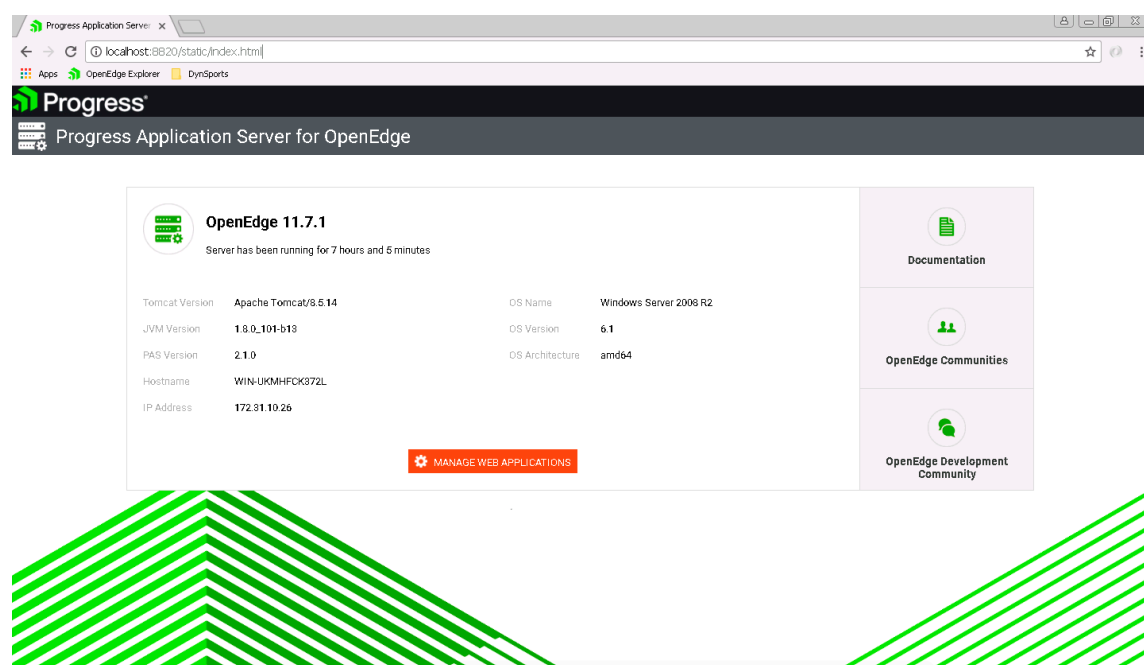 Progress Application Server
localhost:8820/static/index.html
Apps OpenEdge Explorer DynSports
Progress
Progress Application Server for OpenEdge
OpenEdge 11.7.1
Server has been running for 7 hours and 5 minutes
Tomcat Version Apache Tomcat/8.5.14
JVM Version 1.8.0_101-b13
PAS Version 2.1.0
Hostname WIN-UKMHFCK372L
IP Address 172.31.10.26
OS Name Windows Server 2008 R2
OS Version 6.1
OS Architecture amd64
MANAGE WEB APPLICATIONS
Documentation
OpenEdge Communities
OpenEdge Development
Community